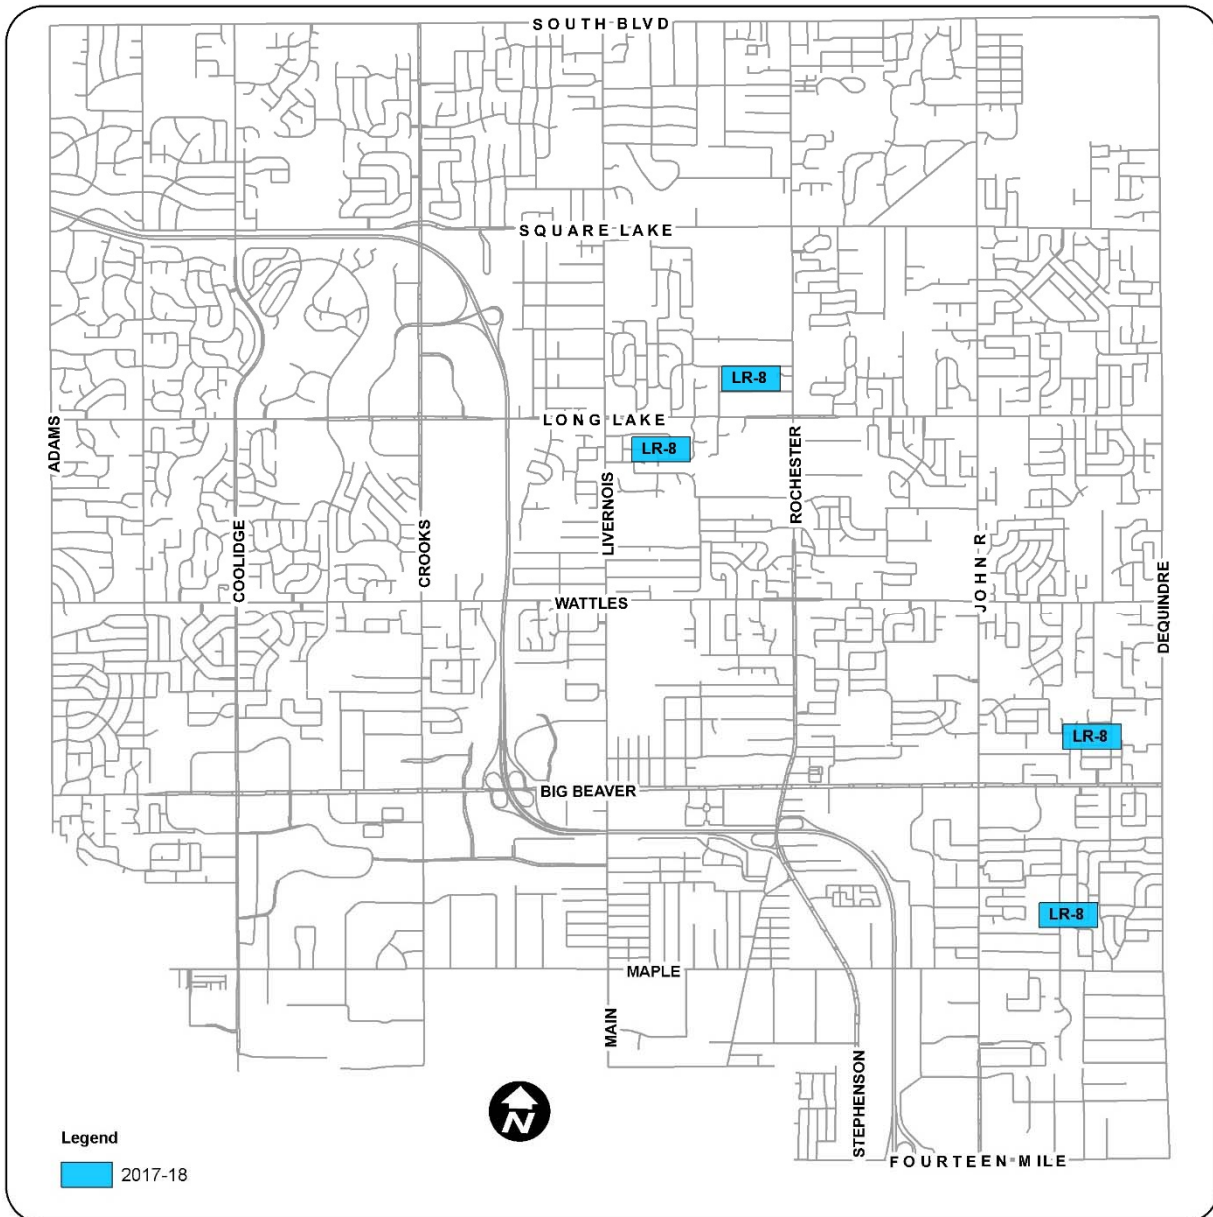 SOUTH BLVD
SQUARE LAKE
LR-8
LONG LAKE
LR-8
ADAMS
ROCHESTER
LIVERNOIS
COOLIDGE
CROOKS
JOHN R
DEQUINDRE
WATTLES
LR-8
BIG BEAVER
LR-8
MAPLE
MAIN
STEPHENSON
N
FOURTEEN MILE
Legend
2017-18